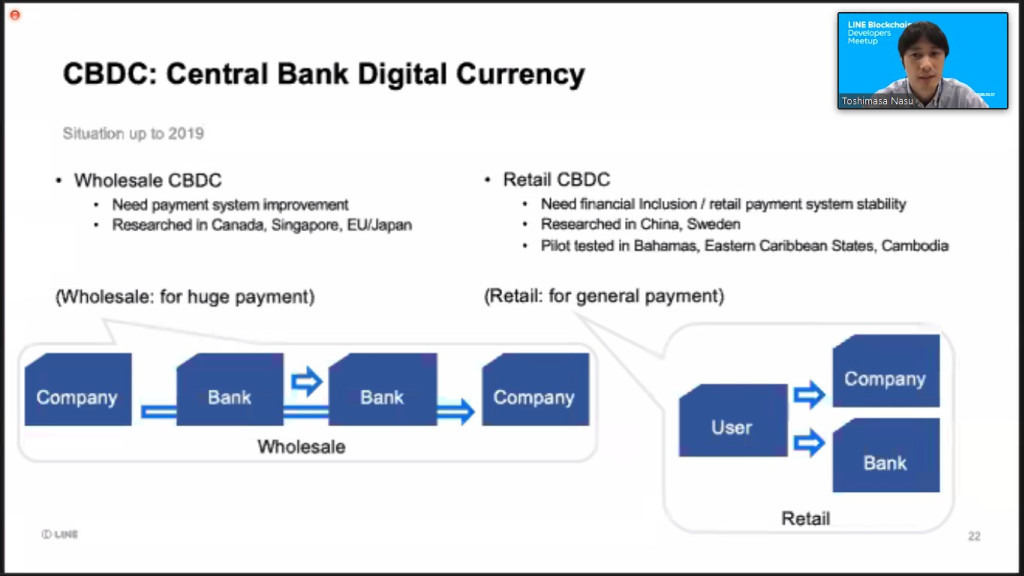 CBDC: Central Bank Digital Currency
LINE Blockchain
Developers
Meetup
Toshimasa Nasu
Situation up to 2019
• Wholesale CBDC
• Need payment system improvement
• Researched in Canada, Singapore, EU/Japan
(Wholesale: for huge payment)
Company
Bank
Bank
Company
Wholesale
• Retail CBDC
• Need financial Inclusion / retail payment system stability
• Researched in China, Sweden
• Pilot tested in Bahamas, Eastern Caribbean States, Cambodia
(Retail: for general payment)
User
Company
Bank
Retail
LINE
22